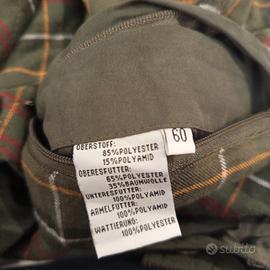 OBERSTOFF:
85%POLYESTER
15%POLYAMID
OBERESFUTTER:
65%POLYESTER
35%BAUMWOLLE
UNTERESFUTTER:
100%POLYAMID
ARMELFUTTER:
100%POLYAMID
WATTIERUNG:
100%POLYESTER
60
subito